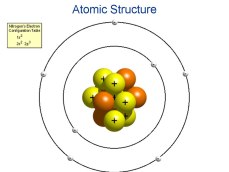 Atomic Structure
Nitrogen's Electron
Configuration Table
1s²
2s² 2p³
+
+
+
+
+